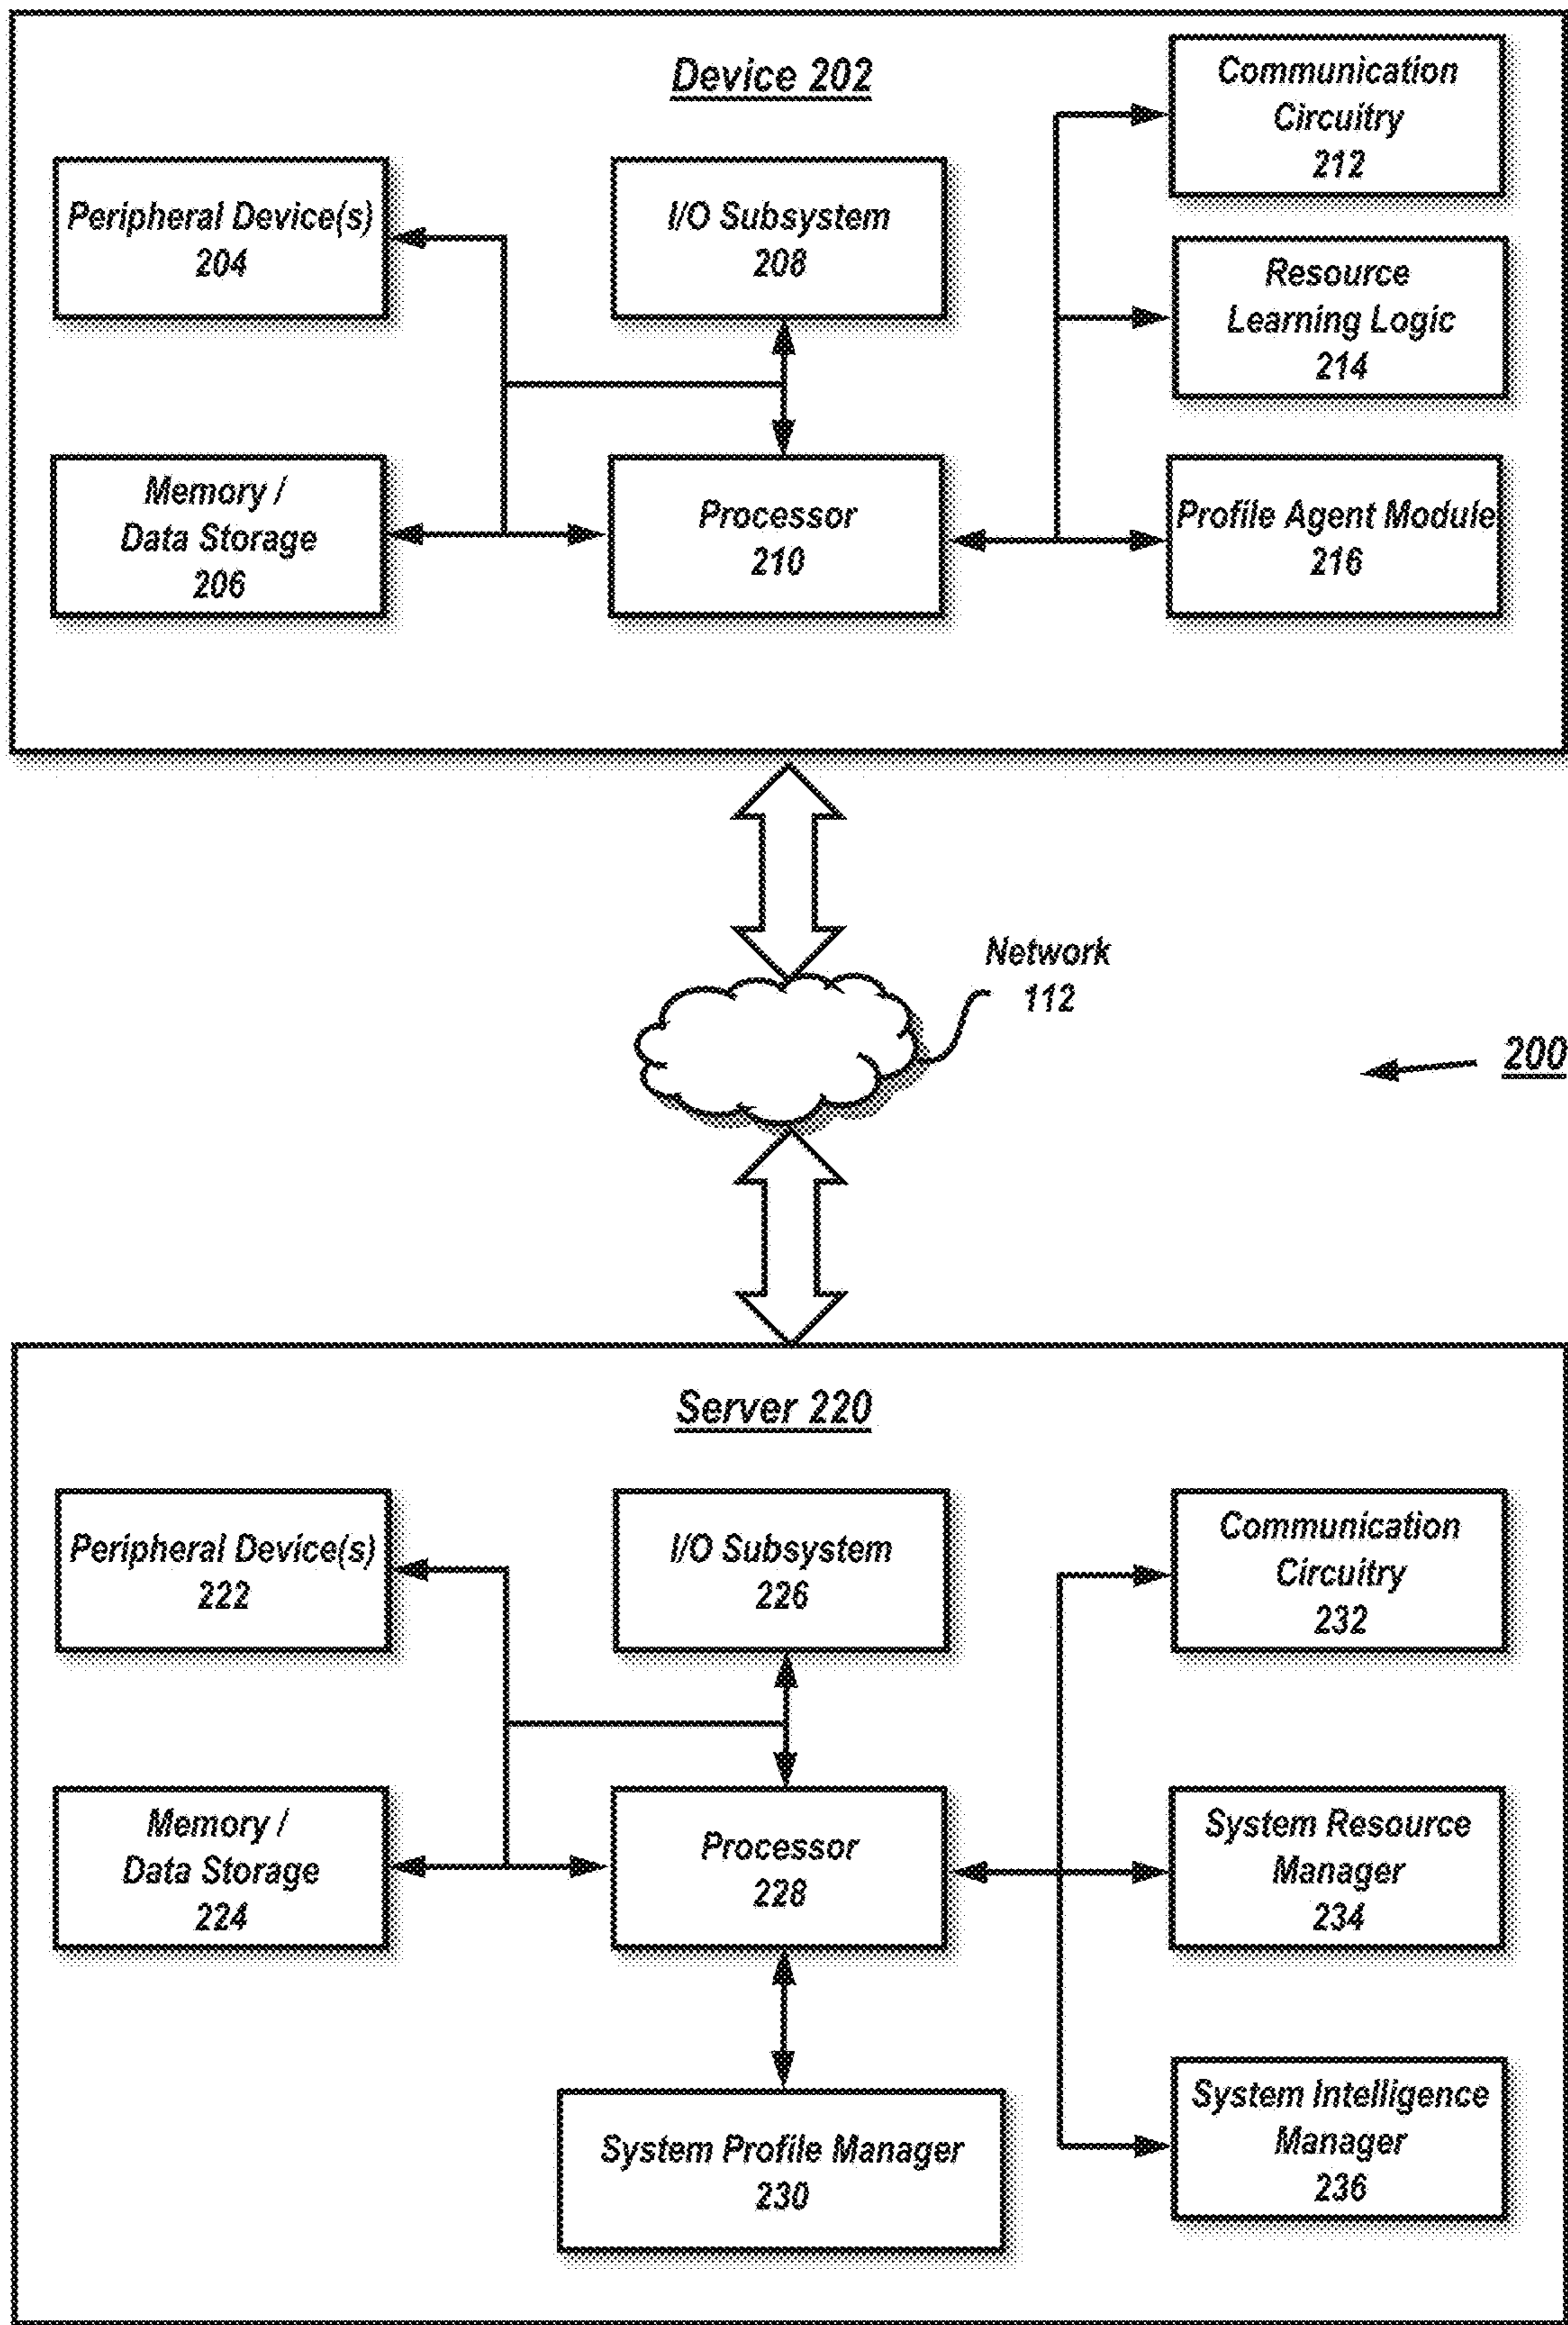 Device 202
Communication
Circuitry
212
Peripheral Device(s)
204
I/O Subsystem
208
Resource
Learning Logic
214
Memory /
Data Storage
206
Processor
210
Profile Agent Module
216
Network
112
200
Server 220
Peripheral Device(s)
222
I/O Subsystem
226
Communication
Circuitry
232
Memory /
Data Storage
224
Processor
228
System Resource
Manager
234
System Profile Manager
230
System Intelligence
Manager
236